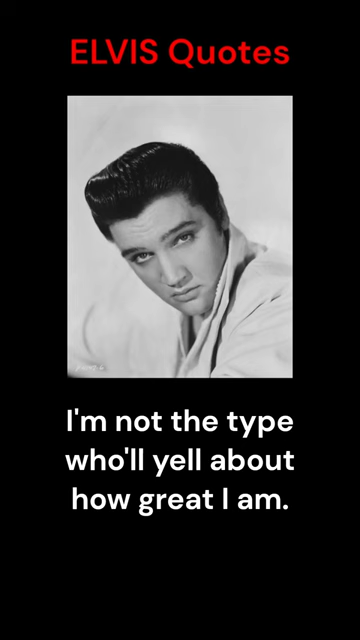 ELVIS Quotes
I'm not the type
who'll yell about
how great I am.